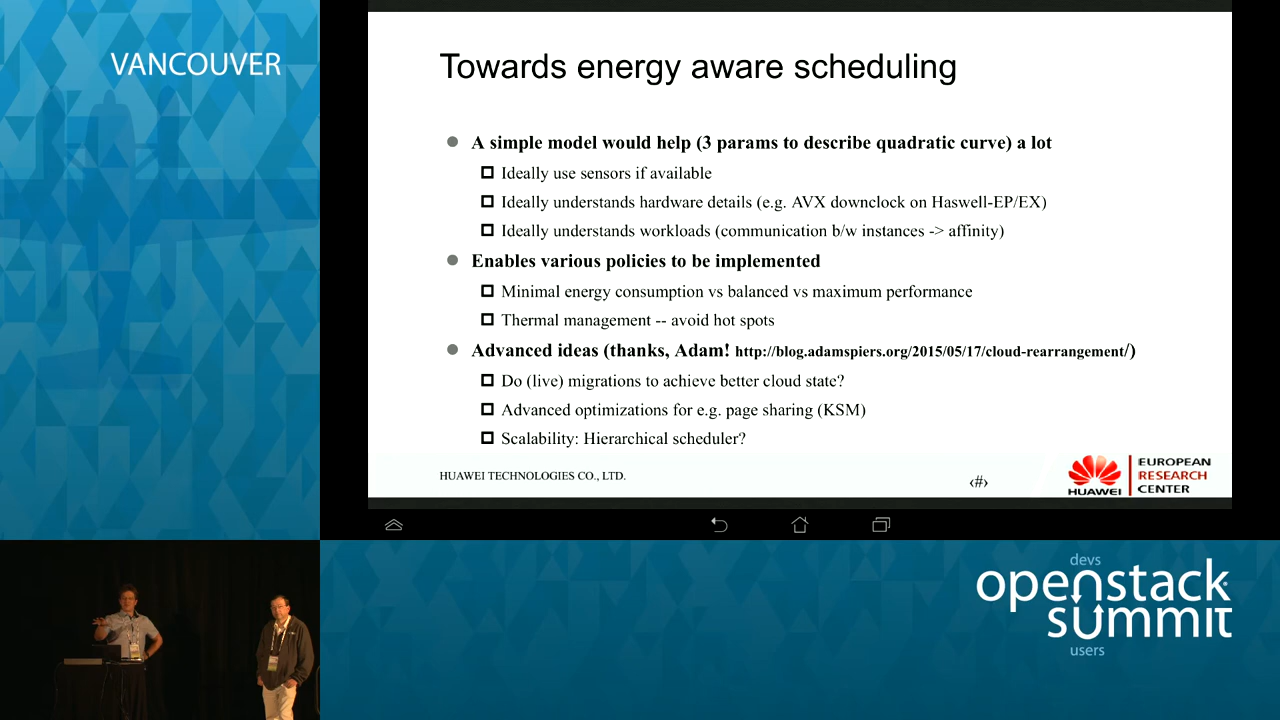 VANCOUVER
Towards energy aware scheduling
A simple model would help (3 params to describe quadratic curve) a lot
Ideally use sensors if available
Ideally understands hardware details (e.g. AVX downclock on Haswell-EP/EX)
Ideally understands workloads (communication b/w instances -> affinity)
Enables various policies to be implemented
Minimal energy consumption vs balanced vs maximum performance
Thermal management -- avoid hot spots
Advanced ideas (thanks, Adam! http://blog.adamspiers.org/2015/05/17/cloud-rearrangement/)
Do (live) migrations to achieve better cloud state?
Advanced optimizations for e.g. page sharing (KSM)
Scalability: Hierarchical scheduler?
HUAWEI TECHNOLOGIES CO., LTD.
‹#›
HUAWEI
EUROPEAN
RESEARCH
CENTER
devs
openstack
summit
users